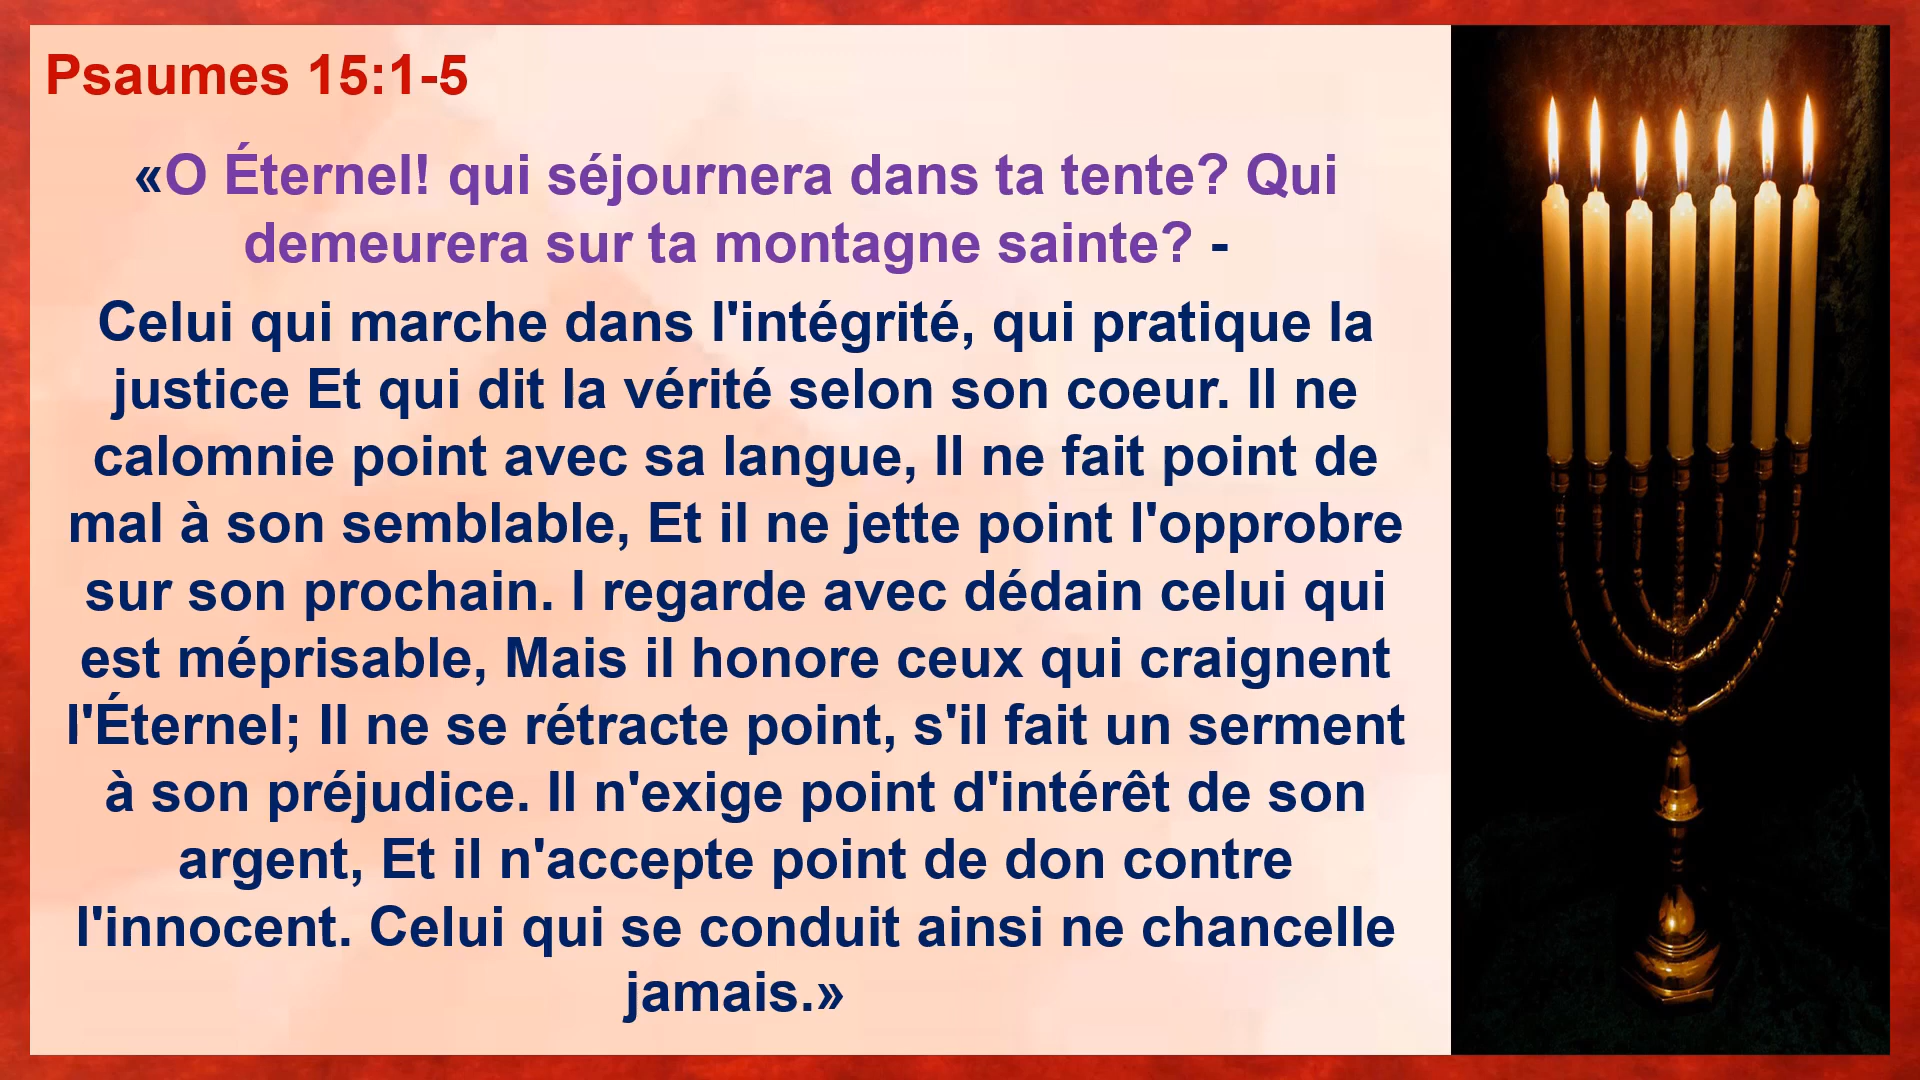 Psaumes 15:1-5
«O Éternel! qui séjournera dans ta tente? Qui
demeurera sur ta montagne sainte? -
Celui qui marche dans l'intégrité, qui pratique la
justice Et qui dit la vérité selon son coeur. Il ne
calomnie point avec sa langue, Il ne fait point de
mal à son semblable, Et il ne jette point l'opprobre
sur son prochain. I regarde avec dédain celui qui
est méprisable, Mais il honore ceux qui craignent
l'Éternel; Il ne se rétracte point, s'il fait un serment
à son préjudice. Il n'exige point d'intérêt de son
argent, Et il n'accepte point de don contre
l'innocent. Celui qui se conduit ainsi ne chancelle
jamais.»